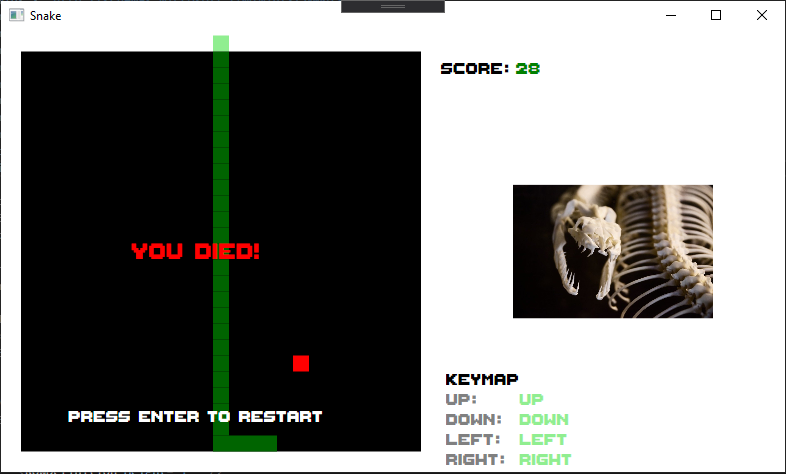 Snake
SCORE: 28
YOU DIED!
PRESS ENTER TO RESTART
KEYMAP
UP: UP
DOWN: DOWN
LEFT: LEFT
RIGHT: RIGHT